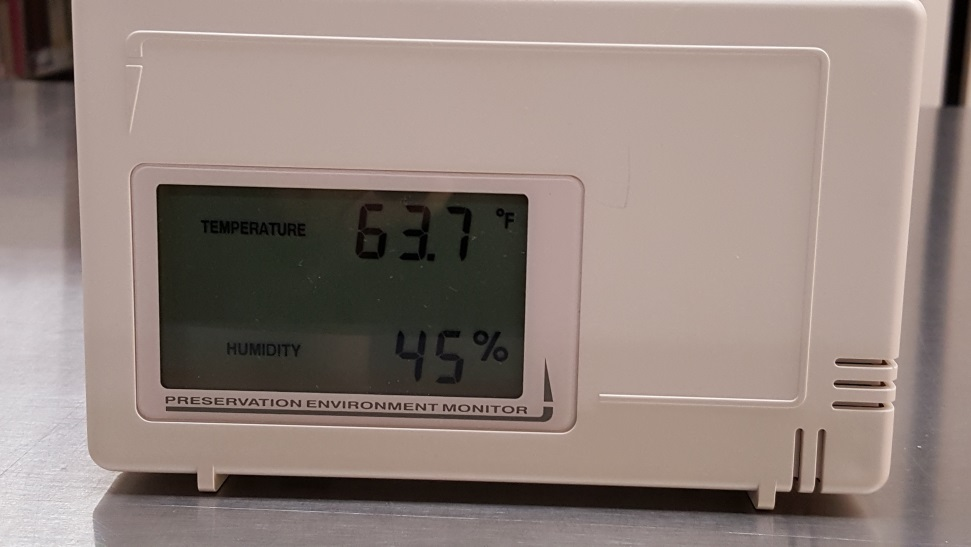 TEMPERATURE 63.7 °F
HUMIDITY 45%
PRESERVATION ENVIRONMENT MONITOR